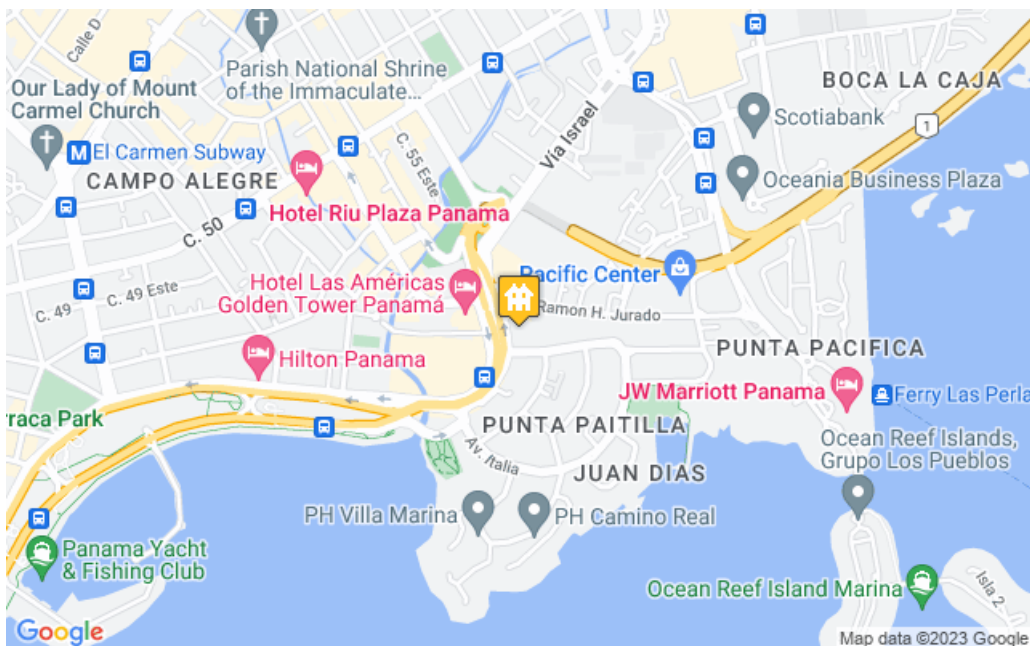 Calle D
Parish National Shrine
of the Immaculate...
BOCA LA CAJA
Our Lady of Mount
Carmel Church
Scotiabank
1
Vía Israel
M
El Carmen Subway
C. 55 Este
CAMPO ALEGRE
Oceania Business Plaza
Hotel Riu Plaza Panama
C. 50
Hotel Las Américas
Golden Tower Panamá
Pacific Center
C. 49 Este
C. 49
Ramon H. Jurado
PUNTA PACIFICA
Hilton Panama
JW Marriott Panama
Ferry Las Perla
rraca Park
PUNTA PAITILLA
Ocean Reef Islands,
Grupo Los Pueblos
Av. Italia
JUAN DIAS
PH Villa Marina
PH Camino Real
Panama Yacht
& Fishing Club
Ocean Reef Island Marina
Isla 2
Google
Map data ©2023 Google